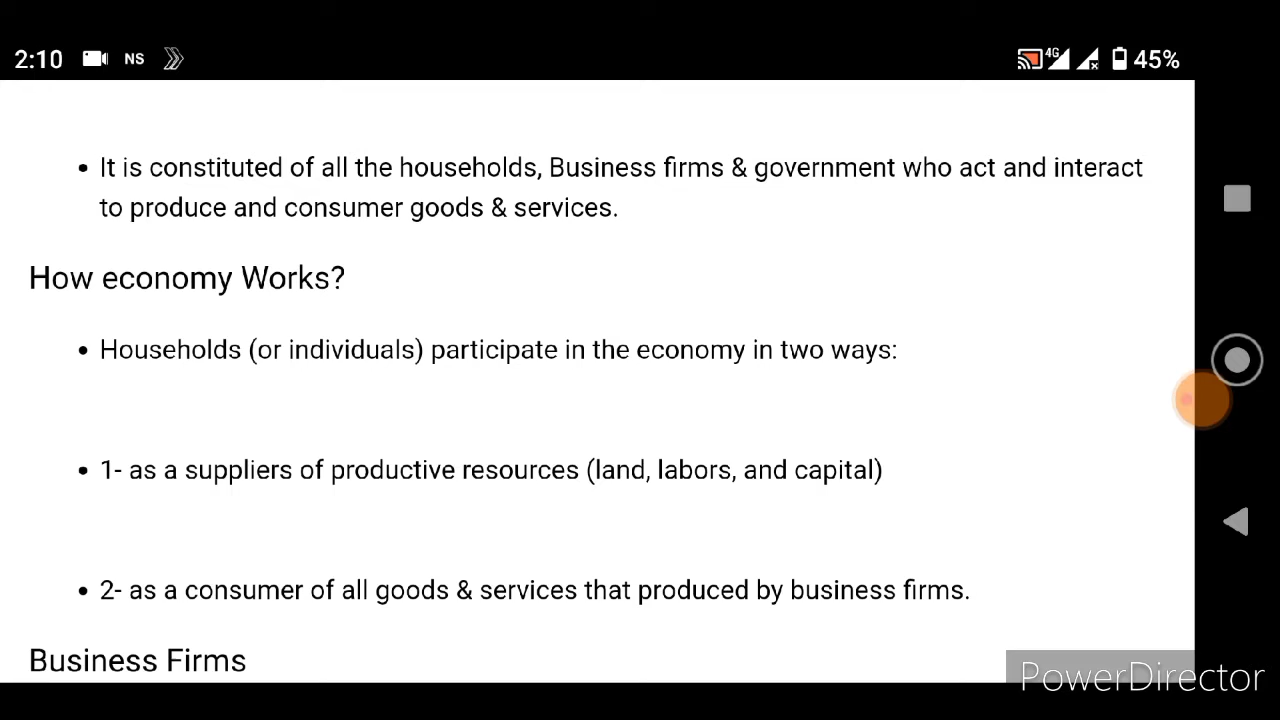 2:10 NS 4G 45%
• It is constituted of all the households, Business firms & government who act and interact
to produce and consumer goods & services.
How economy Works?
• Households (or individuals) participate in the economy in two ways:
• 1- as a suppliers of productive resources (land, labors, and capital)
• 2- as a consumer of all goods & services that produced by business firms.
Business Firms
PowerDirector